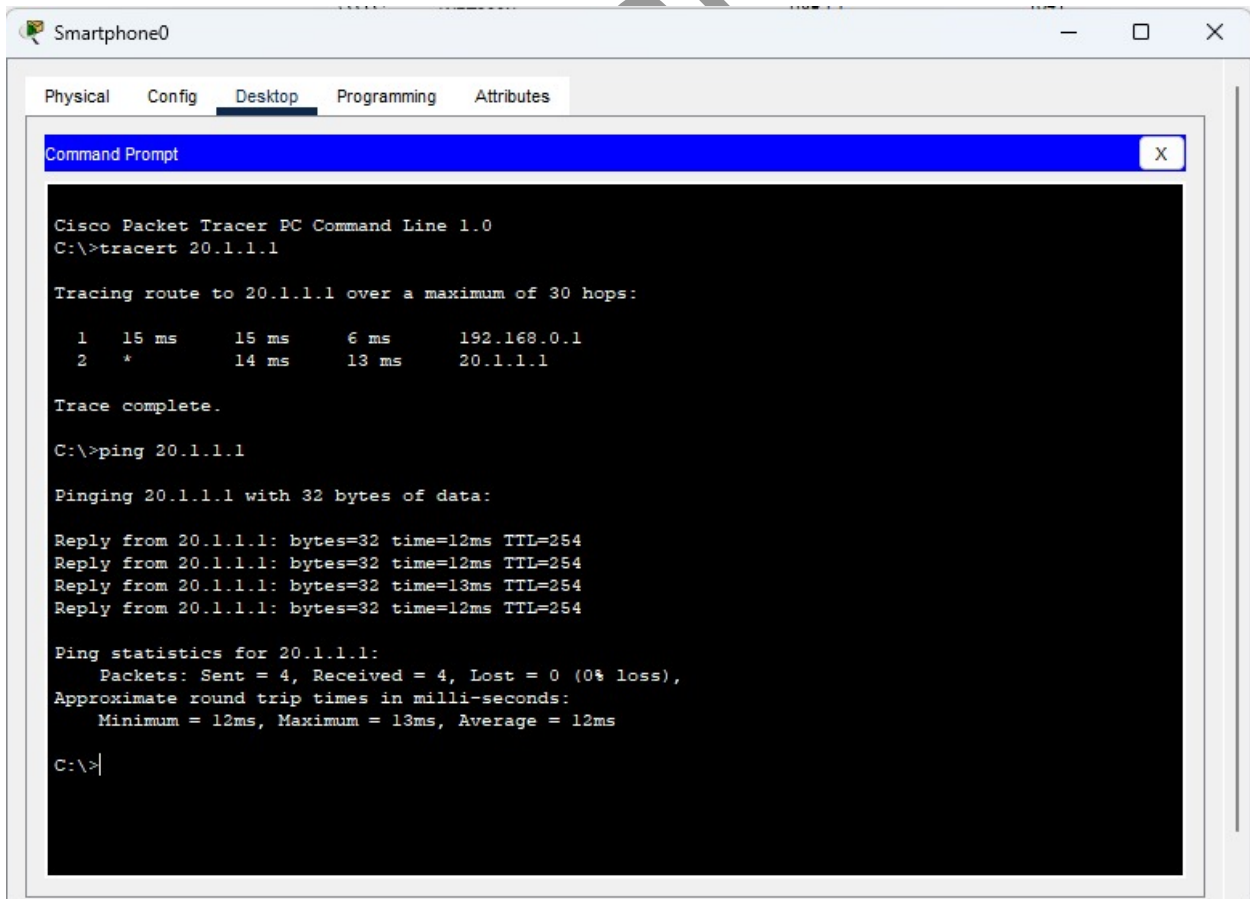 Smartphone0
Physical Config Desktop Programming Attributes
Command Prompt X
Cisco Packet Tracer PC Command Line 1.0
C:\>tracert 20.1.1.1
Tracing route to 20.1.1.1 over a maximum of 30 hops:
1 15 ms 15 ms 6 ms 192.168.0.1
2 * 14 ms 13 ms 20.1.1.1
Trace complete.
C:\>ping 20.1.1.1
Pinging 20.1.1.1 with 32 bytes of data:
Reply from 20.1.1.1: bytes=32 time=12ms TTL=254
Reply from 20.1.1.1: bytes=32 time=12ms TTL=254
Reply from 20.1.1.1: bytes=32 time=13ms TTL=254
Reply from 20.1.1.1: bytes=32 time=12ms TTL=254
Ping statistics for 20.1.1.1:
Packets: Sent = 4, Received = 4, Lost = 0 (0% loss),
Approximate round trip times in milli-seconds:
Minimum = 12ms, Maximum = 13ms, Average = 12ms
C:\>